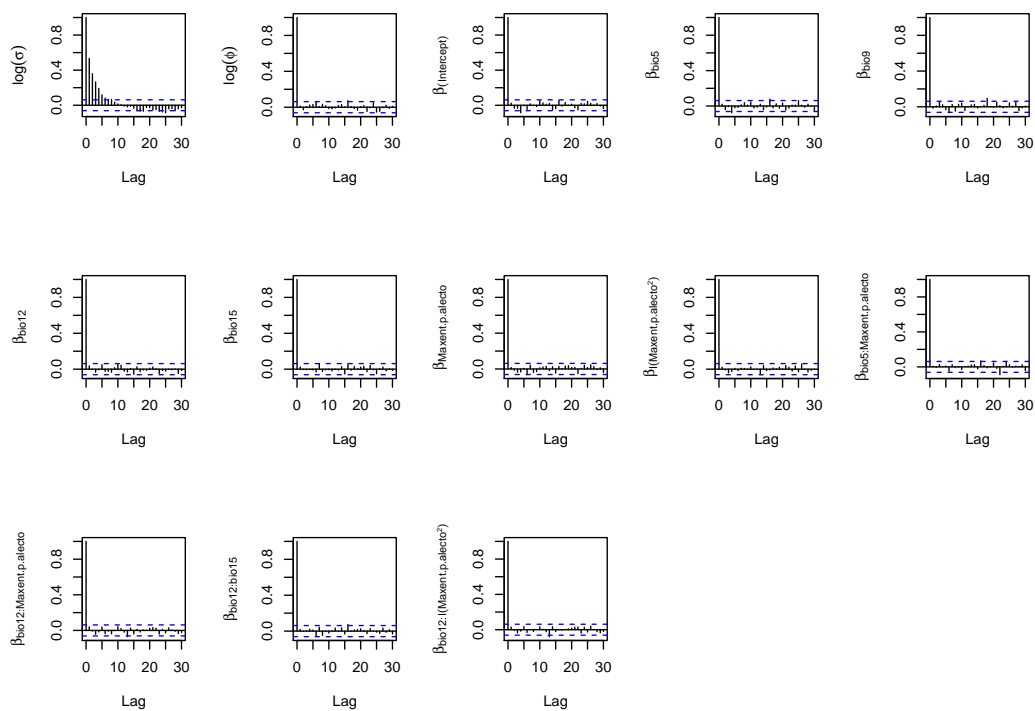 log(σ)
0.0 0.4 0.8
0 10 20 30
Lag
log(ϕ)
0.0 0.4 0.8
0 10 20 30
Lag
β(Intercept)
0.0 0.4 0.8
0 10 20 30
Lag
βbio5
0.0 0.4 0.8
0 10 20 30
Lag
βbio9
0.0 0.4 0.8
0 10 20 30
Lag
βbio12
0.0 0.4 0.8
0 10 20 30
Lag
βbio15
0.0 0.4 0.8
0 10 20 30
Lag
βMaxent.p.alecto
0.0 0.4 0.8
0 10 20 30
Lag
βI(Maxent.p.alecto²)
0.0 0.4 0.8
0 10 20 30
Lag
βbio5:Maxent.p.alecto
0.0 0.4 0.8
0 10 20 30
Lag
βbio12:Maxent.p.alecto
0.0 0.4 0.8
0 10 20 30
Lag
βbio12:bio15
0.0 0.4 0.8
0 10 20 30
Lag
βbio12:I(Maxent.p.alecto²)
0.0 0.4 0.8
0 10 20 30
Lag